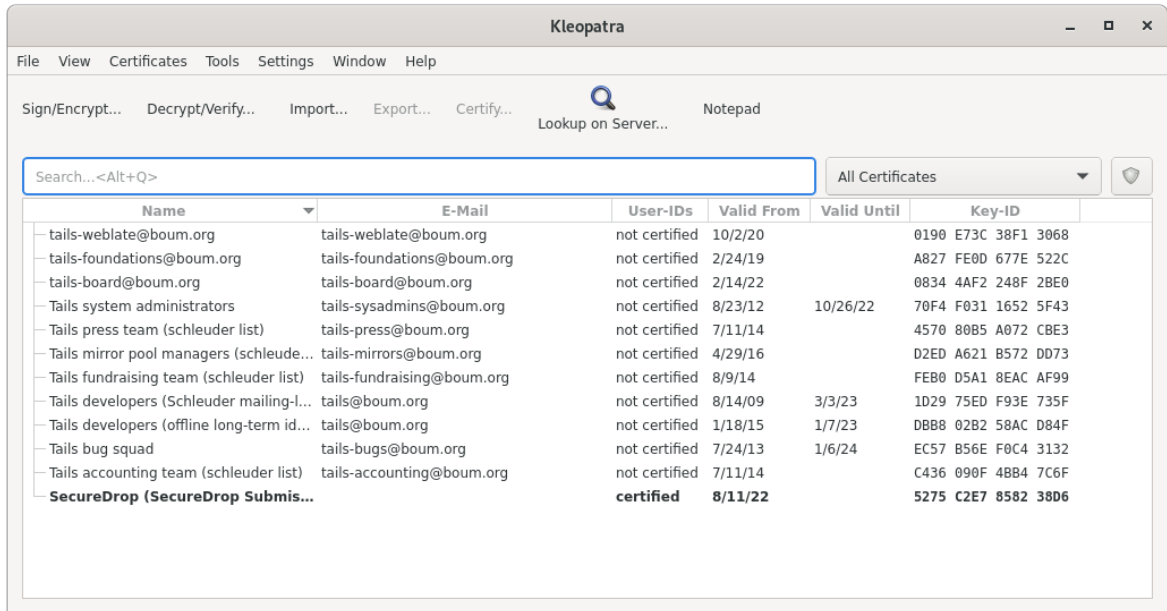 Kleopatra
File View Certificates Tools Settings Window Help
Sign/Encrypt... Decrypt/Verify... Import... Export... Certify... Lookup on Server... Notepad
Search...<Alt+Q> All Certificates
Name E-Mail User-IDs Valid From Valid Until Key-ID
tails-weblate@boum.org tails-weblate@boum.org not certified 10/2/20 0190 E73C 38F1 3068
tails-foundations@boum.org tails-foundations@boum.org not certified 2/24/19 A827 FE0D 677E 522C
tails-board@boum.org tails-board@boum.org not certified 2/14/22 0834 4AF2 248F 2BE0
Tails system administrators tails-sysadmins@boum.org not certified 8/23/12 10/26/22 70F4 F031 1652 5F43
Tails press team (schleuder list) tails-press@boum.org not certified 7/11/14 4570 80B5 A072 CBE3
Tails mirror pool managers (schleude... tails-mirrors@boum.org not certified 4/29/16 D2ED A621 B572 DD73
Tails fundraising team (schleuder list) tails-fundraising@boum.org not certified 8/9/14 FEB0 D5A1 8EAC AF99
Tails developers (Schleuder mailing-l... tails@boum.org not certified 8/14/09 3/3/23 1D29 75ED F93E 735F
Tails developers (offline long-term id... tails@boum.org not certified 1/18/15 1/7/23 DBB8 02B2 58AC D84F
Tails bug squad tails-bugs@boum.org not certified 7/24/13 1/6/24 EC57 B56E F0C4 3132
Tails accounting team (schleuder list) tails-accounting@boum.org not certified 7/11/14 C436 090F 4BB4 7C6F
SecureDrop (SecureDrop Submis... certified 8/11/22 5275 C2E7 8582 38D6